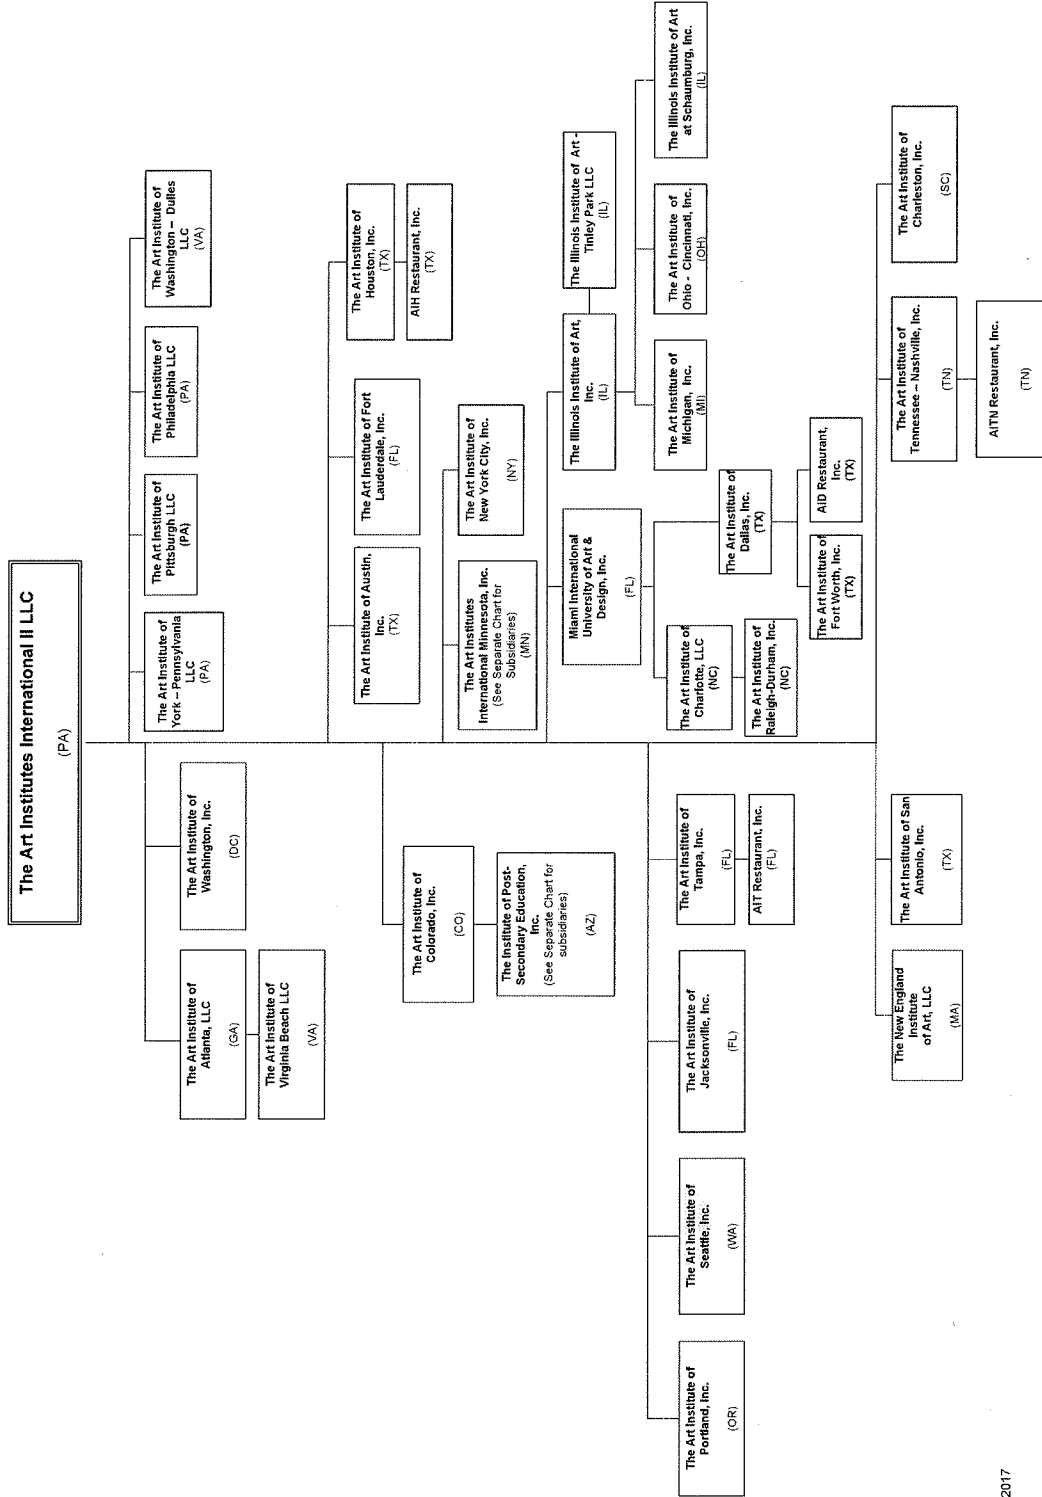 The Art Institutes International II LLC
(PA)
The Art Institute of
York – Pennsylvania
LLC
(PA)
The Art Institute of
Pittsburgh LLC
(PA)
The Art Institute of
Philadelphia LLC
(PA)
The Art Institute of
Washington – Dulles
LLC
(VA)
The Art Institute of
Atlanta, LLC
(GA)
The Art Institute of
Virginia Beach LLC
(VA)
The Art Institute of
Washington, Inc.
(DC)
The Art Institute of Austin,
Inc.
(TX)
The Art Institute of Fort
Lauderdale, Inc.
(FL)
The Art Institute of
Houston, Inc.
(TX)
AIH Restaurant, Inc.
(TX)
The Art Institute of
Colorado, Inc.
(CO)
The Institute of Post-
Secondary Education,
Inc.
(See Separate Chart for
subsidiaries)
(AZ)
The Art Institutes
International Minnesota, Inc.
(See Separate Chart for
Subsidiaries)
(MN)
The Art Institute of
New York City, Inc.
(NY)
Miami International
University of Art &
Design, Inc.
(FL)
The Illinois Institute of Art,
Inc.
(IL)
The Illinois Institute of Art -
Tinley Park LLC
(IL)
The Art Institute of
Michigan, Inc.
(MI)
The Art Institute of
Ohio - Cincinnati, Inc.
(OH)
The Illinois Institute of Art
at Schaumburg, Inc.
(IL)
The Art Institute of
Charlotte, LLC
(NC)
The Art Institute of
Raleigh-Durham, Inc.
(NC)
The Art Institute of
Dallas, Inc.
(TX)
The Art Institute of
Fort Worth, Inc.
(TX)
AID Restaurant,
Inc.
(TX)
The Art Institute of
Portland, Inc.
(OR)
The Art Institute of
Seattle, Inc.
(WA)
The Art Institute of
Jacksonville, Inc.
(FL)
The Art Institute of
Tampa, Inc.
(FL)
AIT Restaurant, Inc.
(FL)
The New England
Institute
of Art, LLC
(MA)
The Art Institute of San
Antonio, Inc.
(TX)
The Art Institute of
Tennessee – Nashville, Inc.
(TN)
AITN Restaurant, Inc.
(TN)
The Art Institute of
Charleston, Inc.
(SC)
2017